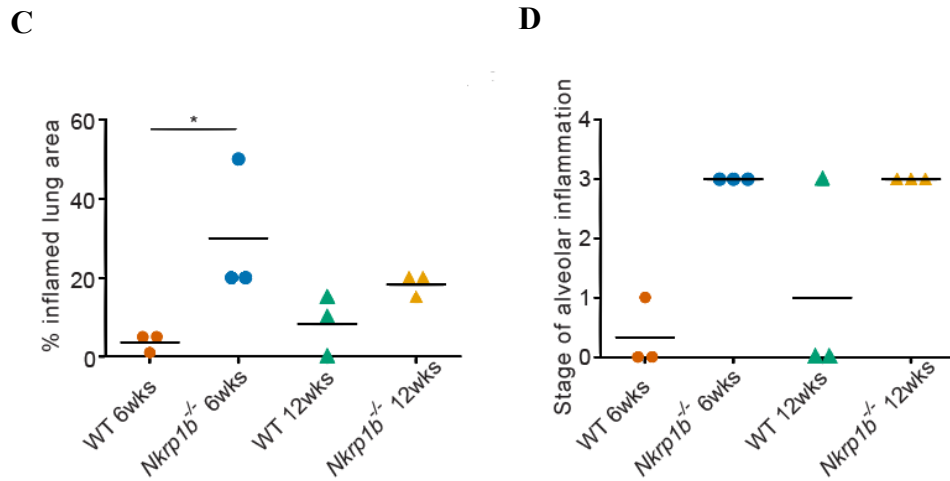 C
D
% inflamed lung area
60
40
20
0
*
WT 6wks
Nkrp1b-/- 6wks
WT 12wks
Nkrp1b-/- 12wks
Stage of alveolar inflammation
4
3
2
1
0
WT 6wks
Nkrp1b-/- 6wks
WT 12wks
Nkrp1b-/- 12wks